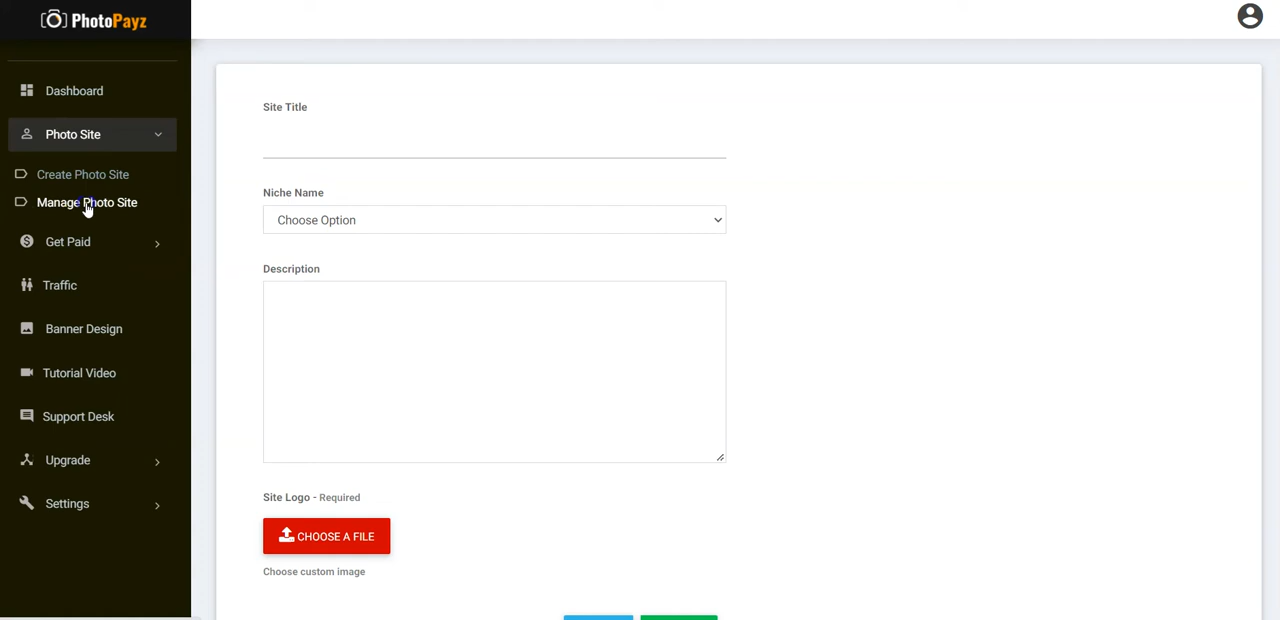 PhotoPayz
Dashboard
Photo Site
Create Photo Site
Manage Photo Site
Get Paid
Traffic
Banner Design
Tutorial Video
Support Desk
Upgrade
Settings
Site Title
Niche Name
Choose Option
Description
Site Logo - Required
CHOOSE A FILE
Choose custom image